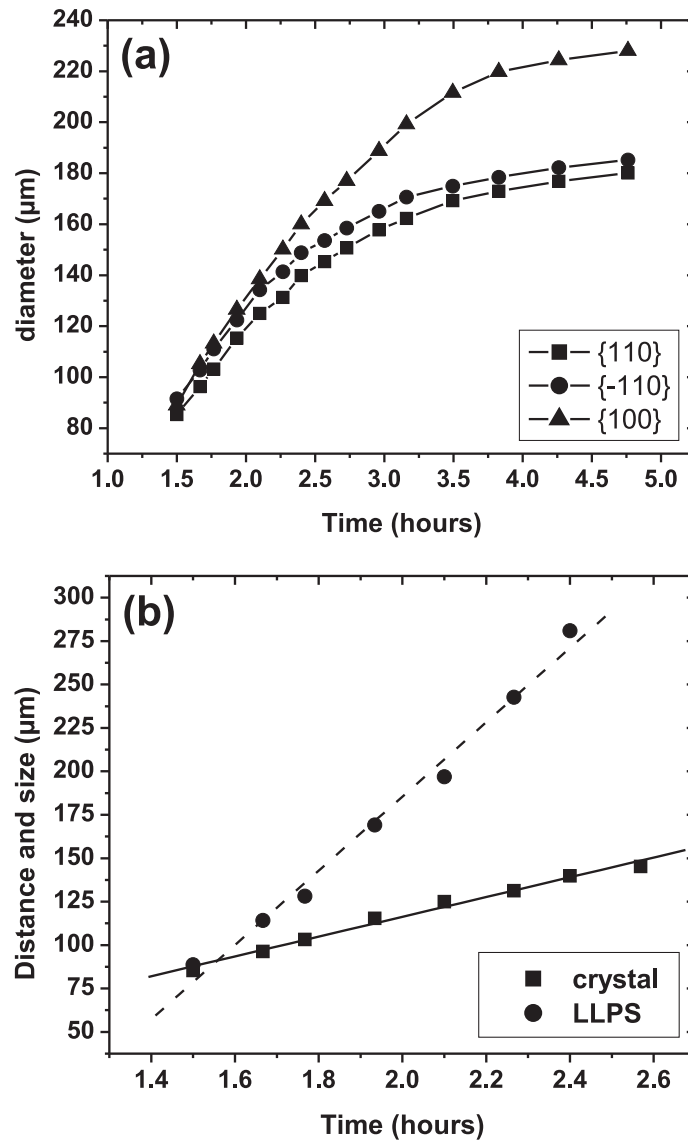 (a)
diameter (µm)
240
220
200
180
160
140
120
100
80
1.0 1.5 2.0 2.5 3.0 3.5 4.0 4.5 5.0
Time (hours)
{110}
{-110}
{100}
(b)
Distance and size (µm)
300
275
250
225
200
175
150
125
100
75
50
1.4 1.6 1.8 2.0 2.2 2.4 2.6
Time (hours)
crystal
LLPS